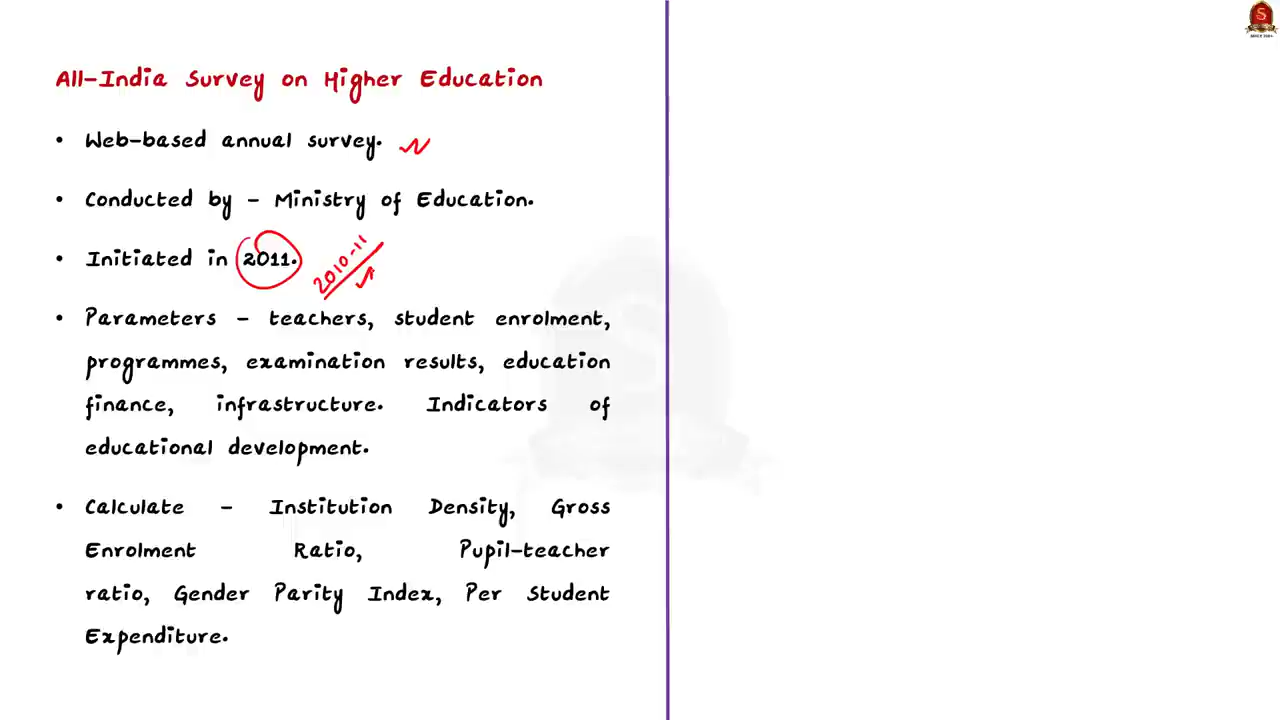 All-India Survey on Higher Education
• Web-based annual survey.
• Conducted by - Ministry of Education.
• Initiated in 2011. 2010-11
• Parameters - teachers, student enrolment,
programmes, examination results, education
finance, infrastructure. Indicators of
educational development.
• Calculate - Institution Density, Gross
Enrolment Ratio, Pupil-teacher
ratio, Gender Parity Index, Per Student
Expenditure.